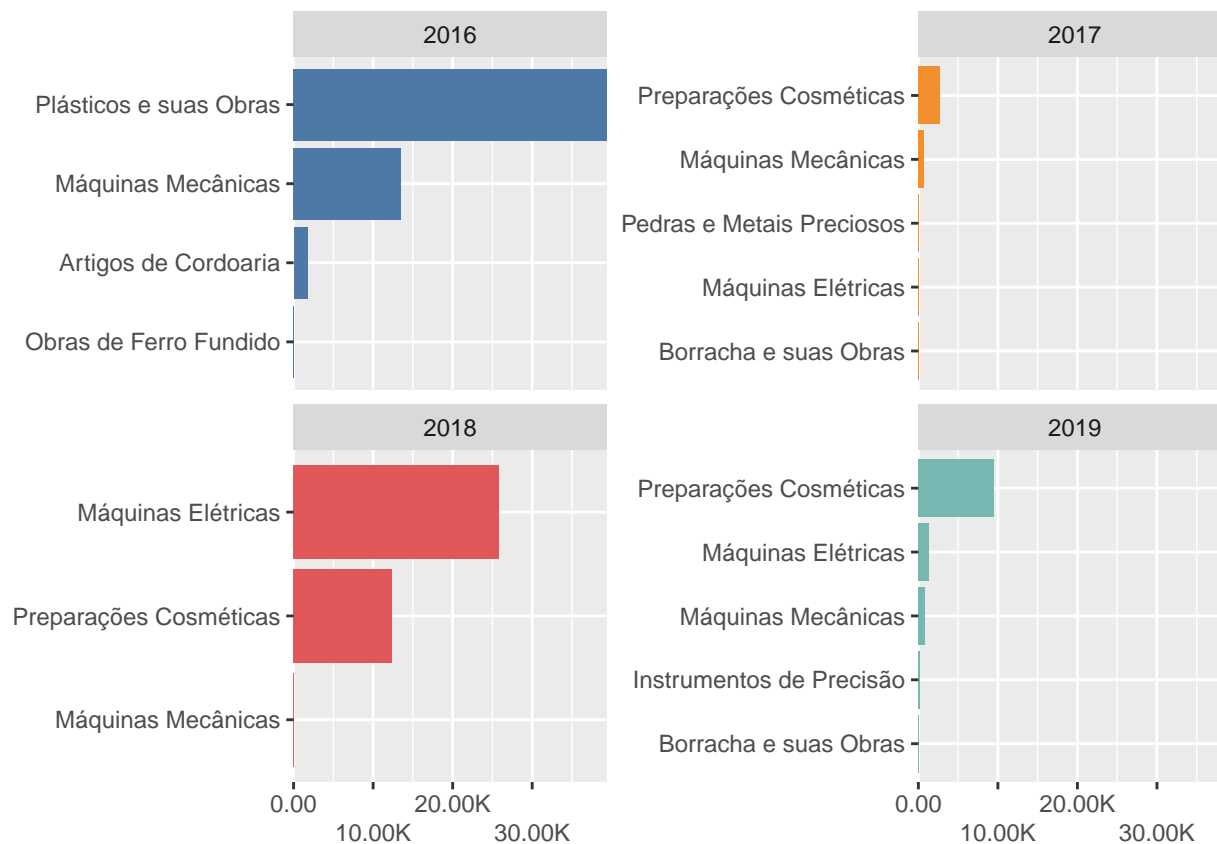 2016
Plásticos e suas Obras
Máquinas Mecânicas
Artigos de Cordoaria
Obras de Ferro Fundido
2017
Preparações Cosméticas
Máquinas Mecânicas
Pedras e Metais Preciosos
Máquinas Elétricas
Borracha e suas Obras
2018
Máquinas Elétricas
Preparações Cosméticas
Máquinas Mecânicas
0.00 20.00K
10.00K 30.00K
2019
Preparações Cosméticas
Máquinas Elétricas
Máquinas Mecânicas
Instrumentos de Precisão
Borracha e suas Obras
0.00 20.00K
10.00K 30.00K